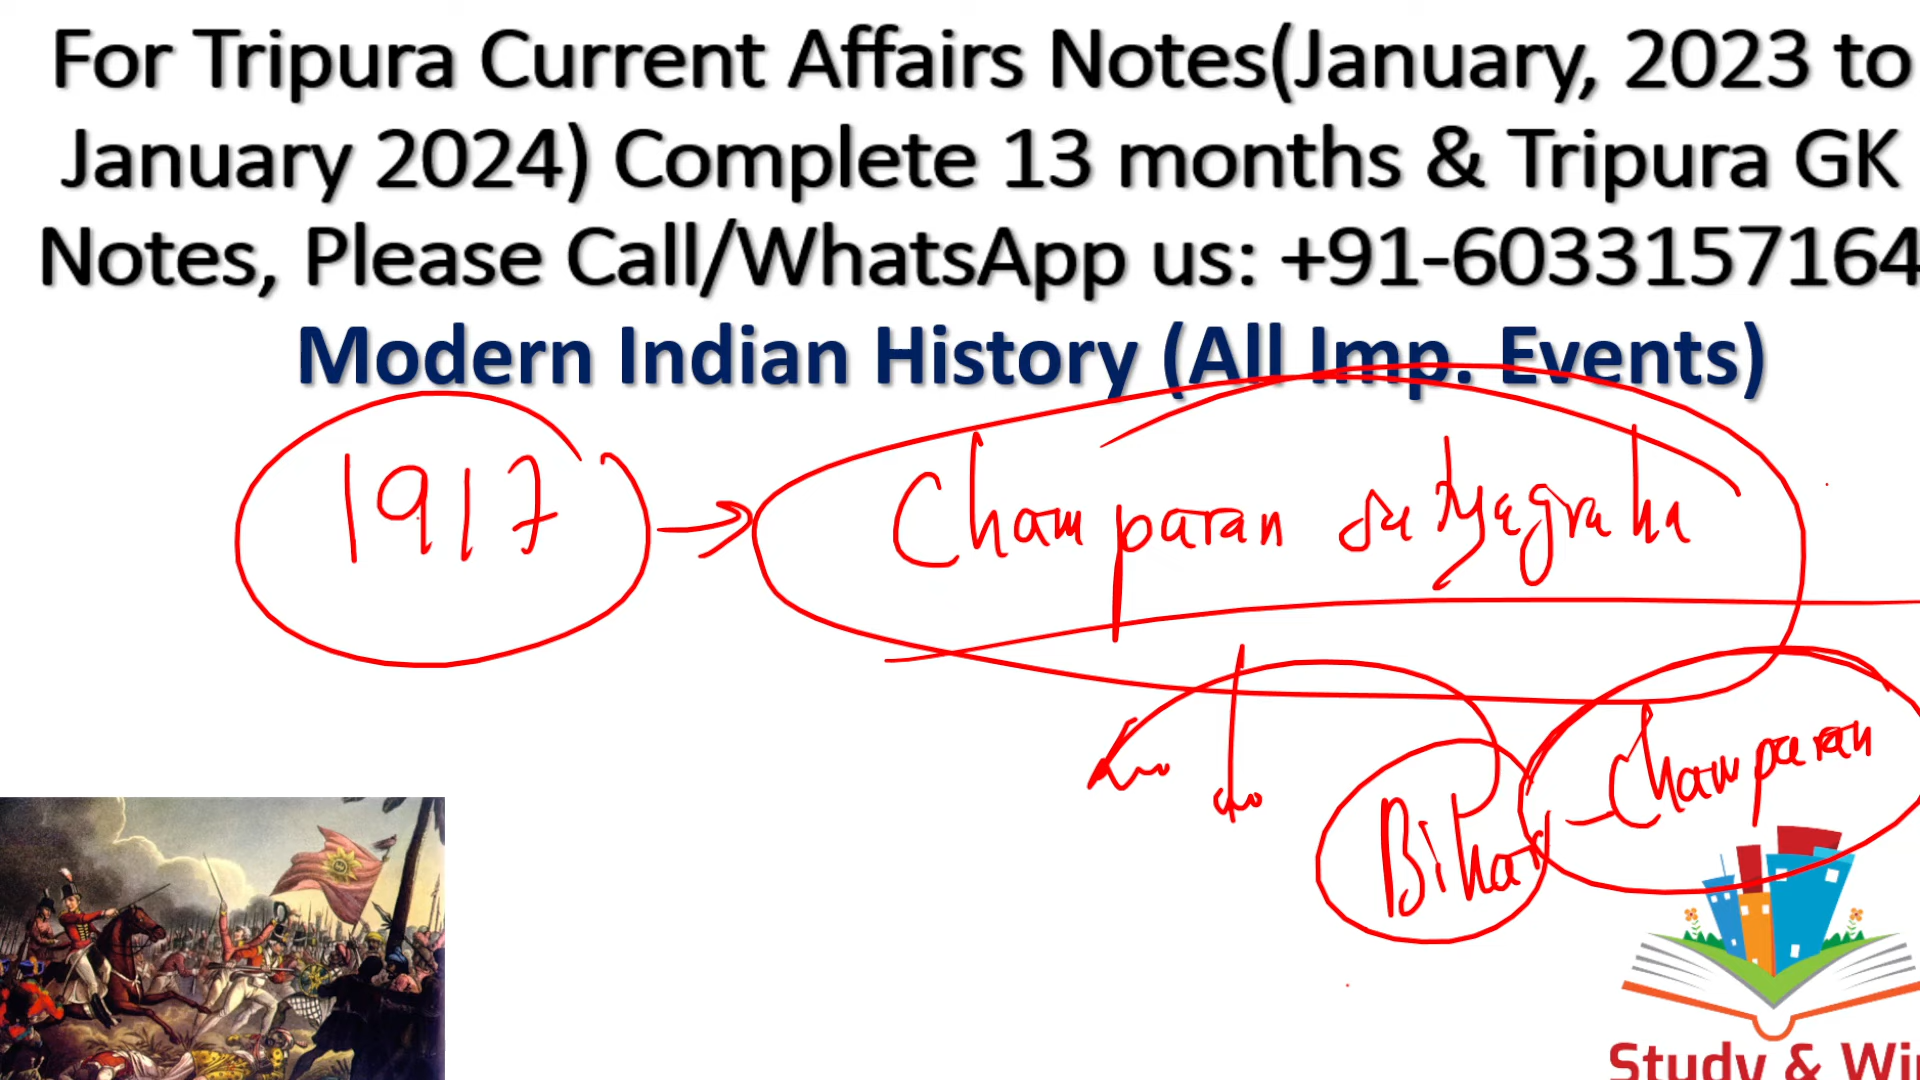 For Tripura Current Affairs Notes(January, 2023 to
January 2024) Complete 13 months & Tripura GK
Notes, Please Call/WhatsApp us: +91-6033157164
Modern Indian History (All Imp. Events)
1917 → Champaran satyagraha
Bihar - Champaran
Study &